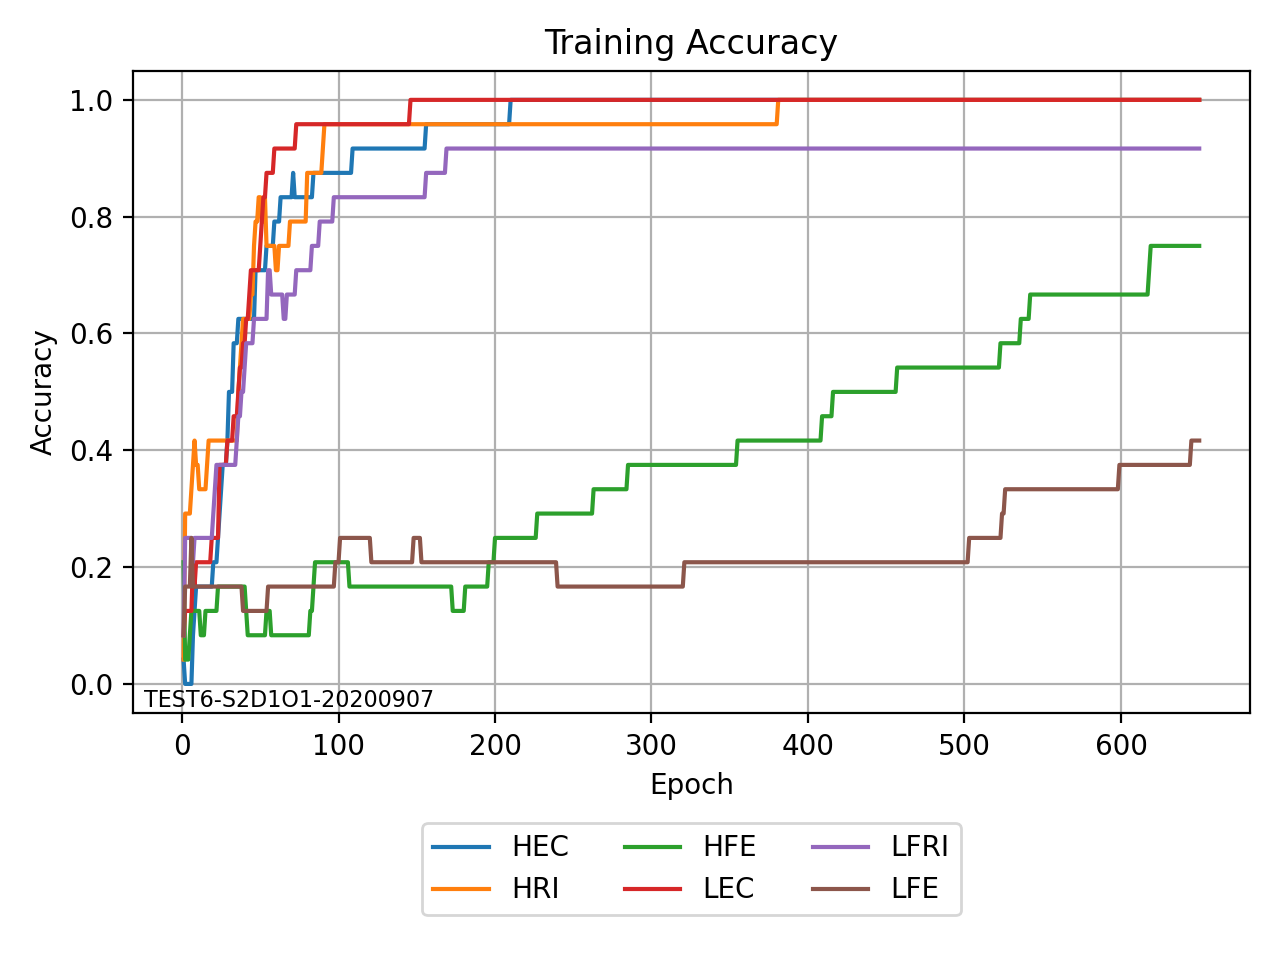 Training Accuracy
1.0
0.8
0.6
0.4
0.2
0.0
Accuracy
TEST6-S2D1O1-20200907
0 100 200 300 400 500 600
Epoch
HEC HFE LFRI
HRI LEC LFE